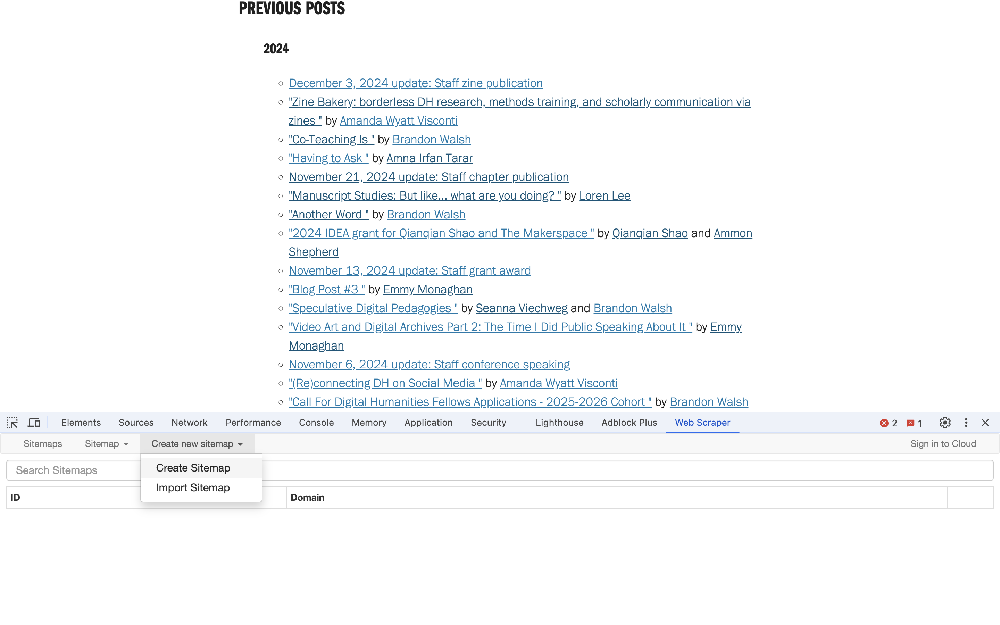 PREVIOUS POSTS
2024
December 3, 2024 update: Staff zine publication
"Zine Bakery: borderless DH research, methods training, and scholarly communication via
zines " by Amanda Wyatt Visconti
"Co-Teaching Is " by Brandon Walsh
"Having to Ask " by Amna Irfan Tarar
November 21, 2024 update: Staff chapter publication
"Manuscript Studies: But like... what are you doing? " by Loren Lee
"Another Word " by Brandon Walsh
"2024 IDEA grant for Qianqian Shao and The Makerspace " by Qianqian Shao and Ammon
Shepherd
November 13, 2024 update: Staff grant award
"Blog Post #3 " by Emmy Monaghan
"Speculative Digital Pedagogies " by Seanna Viechweg and Brandon Walsh
"Video Art and Digital Archives Part 2: The Time I Did Public Speaking About It " by Emmy
Monaghan
November 6, 2024 update: Staff conference speaking
"(Re)connecting DH on Social Media " by Amanda Wyatt Visconti
"Call For Digital Humanities Fellows Applications - 2025-2026 Cohort " by Brandon Walsh
Elements Sources Network Performance Console Memory Application Security Lighthouse Adblock Plus Web Scraper 2 1
Sitemaps Sitemap Create new sitemap Sign in to Cloud
Search Sitemaps
Create Sitemap
Import Sitemap
ID Domain